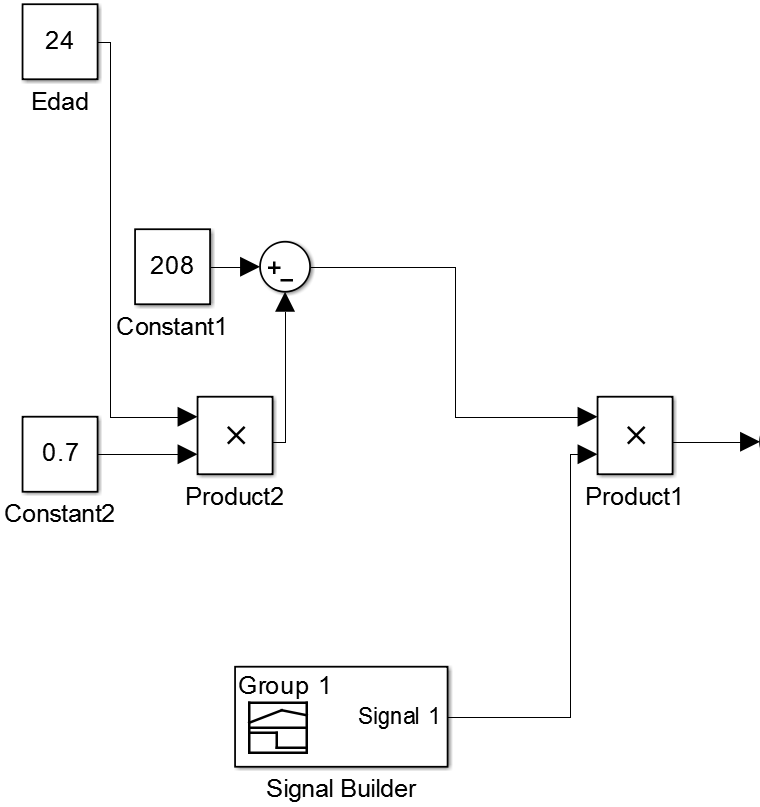 24
Edad
208
Constant1
0.7
Constant2
Product2
Product1
Group 1
Signal 1
Signal Builder